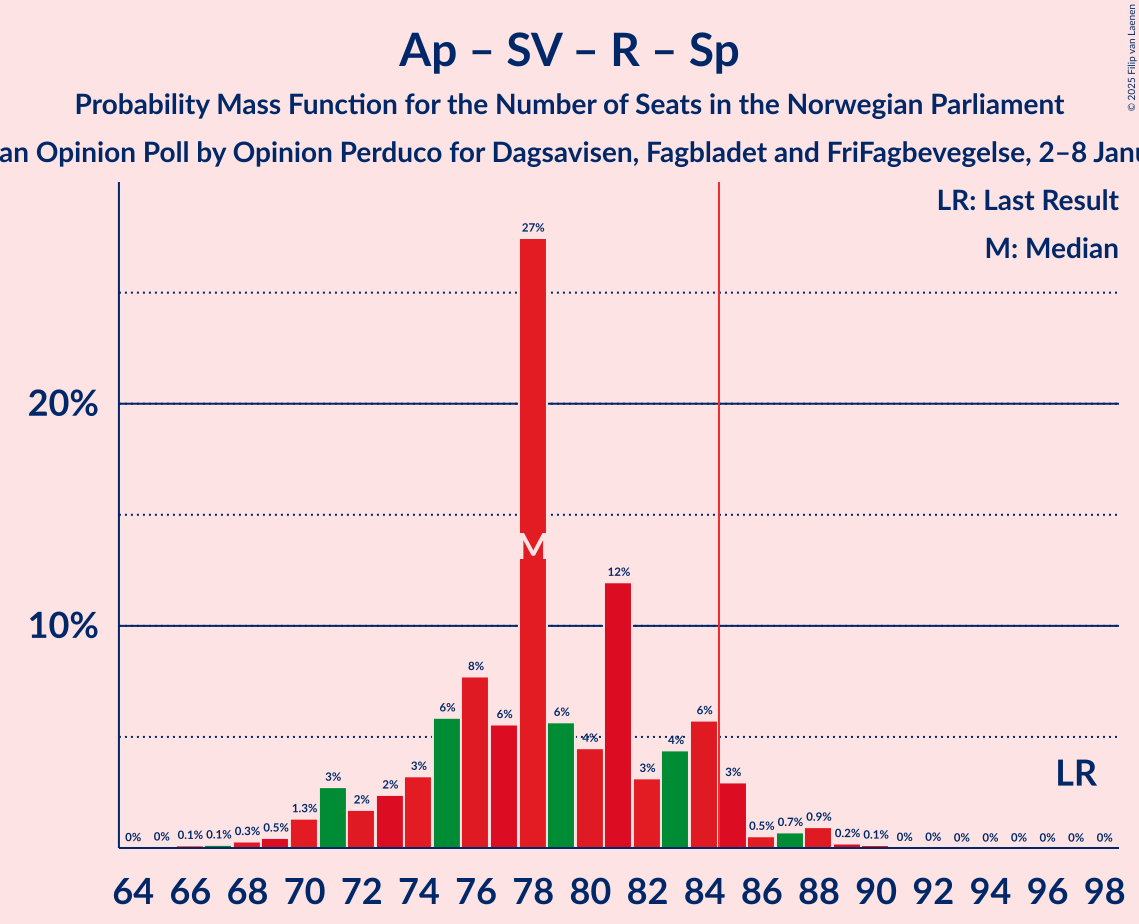 Ap – SV – R – Sp
Probability Mass Function for the Number of Seats in the Norwegian Parliament
an Opinion Poll by Opinion Perduco for Dagsavisen, Fagbladet and FriFagbevegelse, 2–8 Janu
© 2025 Filip van Laenen
LR: Last Result
M: Median
27%
20%
M
12%
10%
8%
6% 6% 6% 4% 4% 6%
3% 2% 2% 3% 3% 3%
LR
0% 0% 0.1% 0.1% 0.3% 0.5% 1.3% 0.5% 0.7% 0.9% 0.2% 0.1% 0% 0% 0% 0% 0% 0% 0% 0%
64 66 68 70 72 74 76 78 80 82 84 86 88 90 92 94 96 98